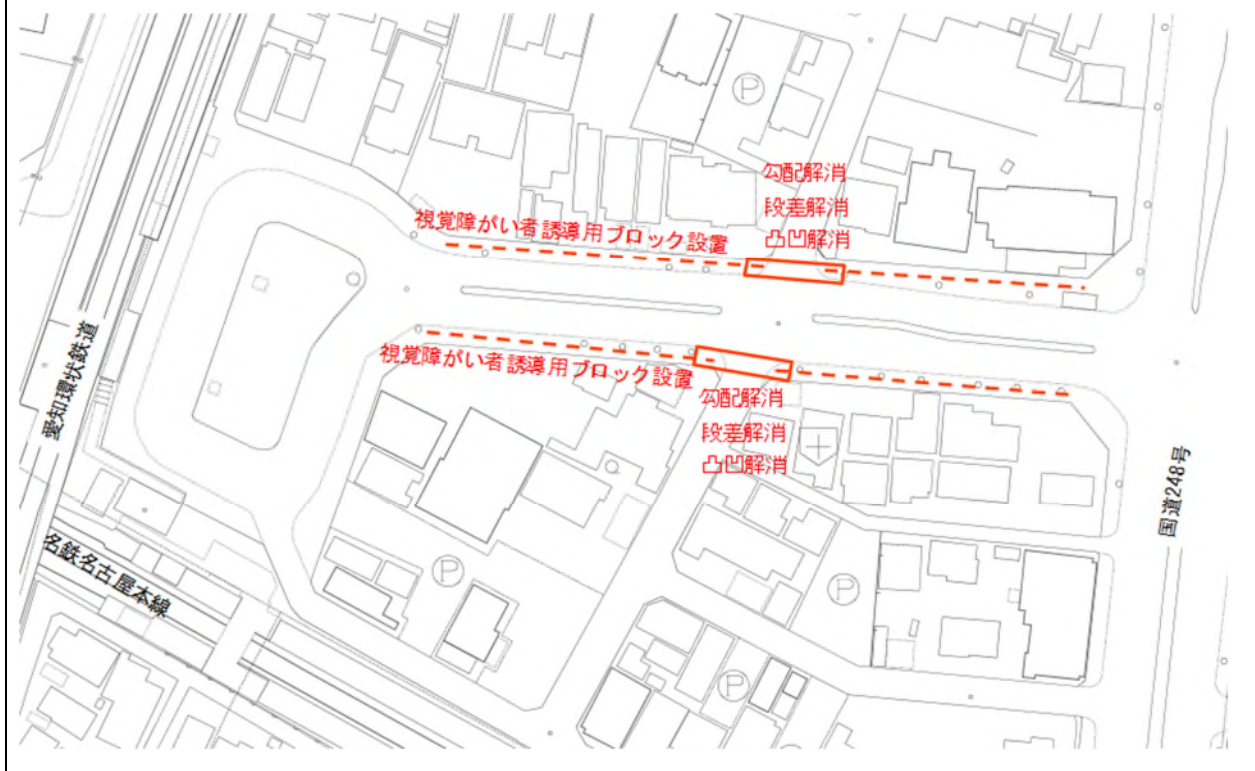 Ⓟ
勾配解消
段差解消
凸凹解消
視覚障がい者誘導用ブロック設置
視覚障がい者誘導用ブロック設置
勾配解消
段差解消
凸凹解消
愛知環状鉄道
国道248号
名鉄名古屋本線
Ⓟ
Ⓟ
Ⓟ